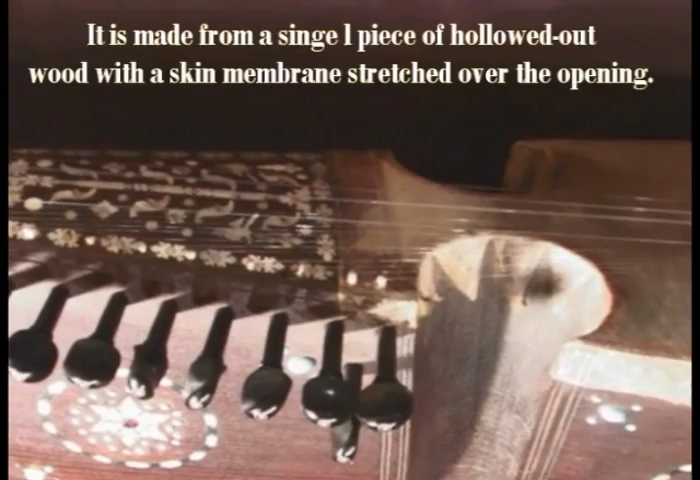 It is made from a singe l piece of hollowed-out
wood with a skin membrane stretched over the opening.